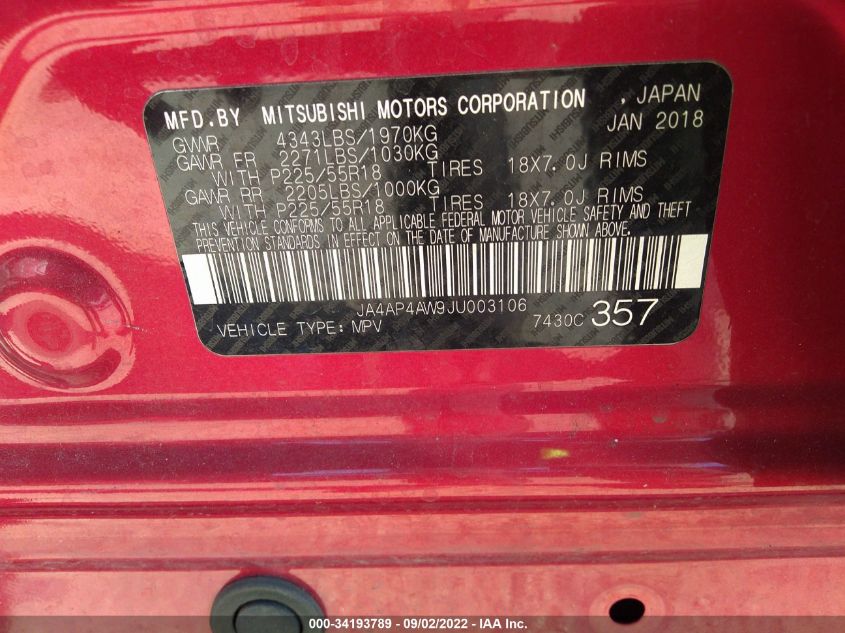 MFD.BY MITSUBISHI MOTORS CORPORATION , JAPAN
GVWR 4343LBS/1970KG JAN 2018
GAWR FR 2271LBS/1030KG
WITH P225/55R18 TIRES 18X7.0J RIMS
GAWR RR 2205LBS/1000KG
WITH P225/55R18 TIRES 18X7.0J RIMS
THIS VEHICLE CONFORMS TO ALL APPLICABLE FEDERAL MOTOR VEHICLE SAFETY AND THEFT
PREVENTION STANDARDS IN EFFECT ON THE DATE OF MANUFACTURE SHOWN ABOVE.
JA4AP4AW9JU003106
VEHICLE TYPE: MPV 7430C 357
000-34193789 - 09/02/2022 - IAA Inc.